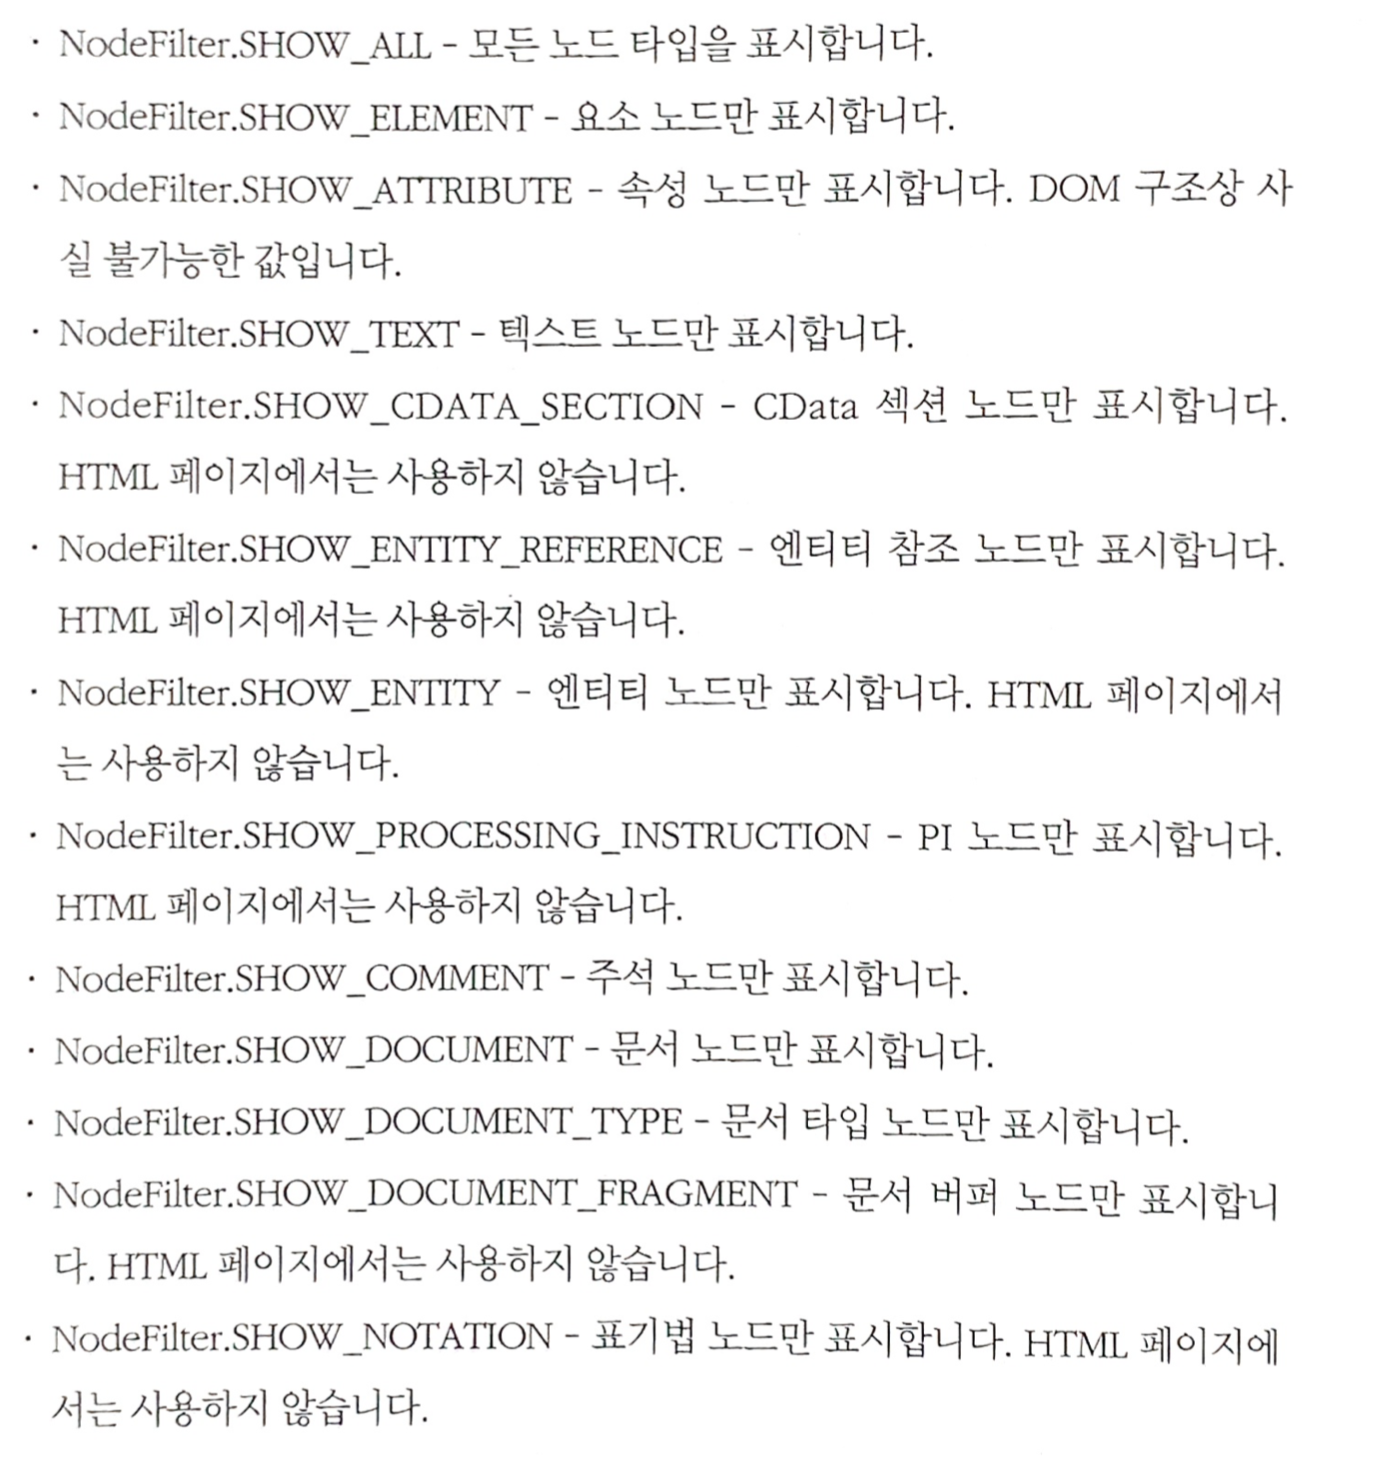 · NodeFilter.SHOW_ALL - 모든 노드 타입을 표시합니다.
· NodeFilter.SHOW_ELEMENT - 요소 노드만 표시합니다.
· NodeFilter.SHOW_ATTRIBUTE - 속성 노드만 표시합니다. DOM 구조상 사
실 불가능한 값입니다.
· NodeFilter.SHOW_TEXT - 텍스트 노드만 표시합니다.
· NodeFilter.SHOW_CDATA_SECTION - CData 섹션 노드만 표시합니다.
HTML 페이지에서는 사용하지 않습니다.
· NodeFilter.SHOW_ENTITY_REFERENCE - 엔티티 참조 노드만 표시합니다.
HTML 페이지에서는 사용하지 않습니다.
· NodeFilter.SHOW_ENTITY - 엔티티 노드만 표시합니다. HTML 페이지에서
는 사용하지 않습니다.
· NodeFilter.SHOW_PROCESSING_INSTRUCTION - PI 노드만 표시합니다.
HTML 페이지에서는 사용하지 않습니다.
· NodeFilter.SHOW_COMMENT - 주석 노드만 표시합니다.
· NodeFilter.SHOW_DOCUMENT - 문서 노드만 표시합니다.
· NodeFilter.SHOW_DOCUMENT_TYPE - 문서 타입 노드만 표시합니다.
· NodeFilter.SHOW_DOCUMENT_FRAGMENT - 문서 버퍼 노드만 표시합니
다. HTML 페이지에서는 사용하지 않습니다.
· NodeFilter.SHOW_NOTATION - 표기법 노드만 표시합니다. HTML 페이지에
서는 사용하지 않습니다.